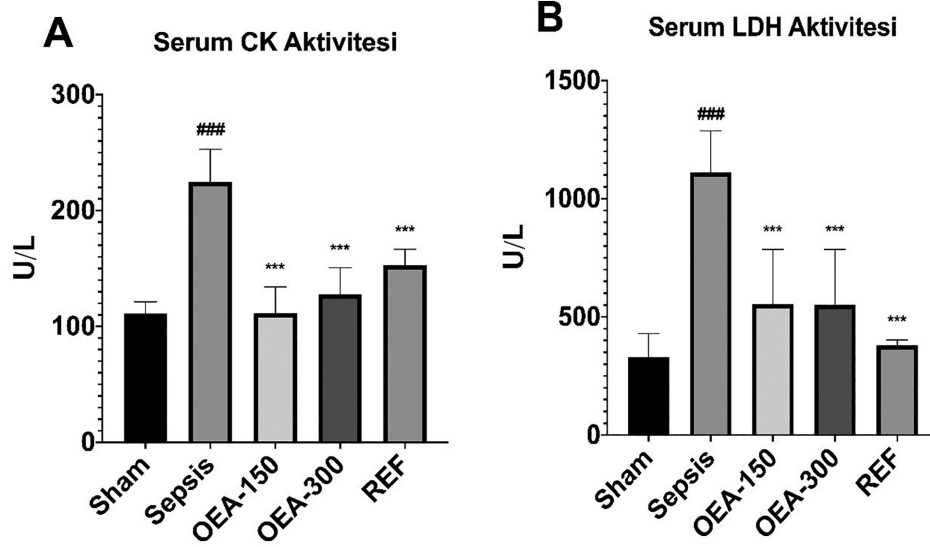 A
Serum CK Aktivitesi
U/L
300
200
100
0
###
***
***
***
Sham
Sepsis
OEA-150
OEA-300
REF
B
Serum LDH Aktivitesi
U/L
1500
1000
500
0
###
***
***
***
Sham
Sepsis
OEA-150
OEA-300
REF